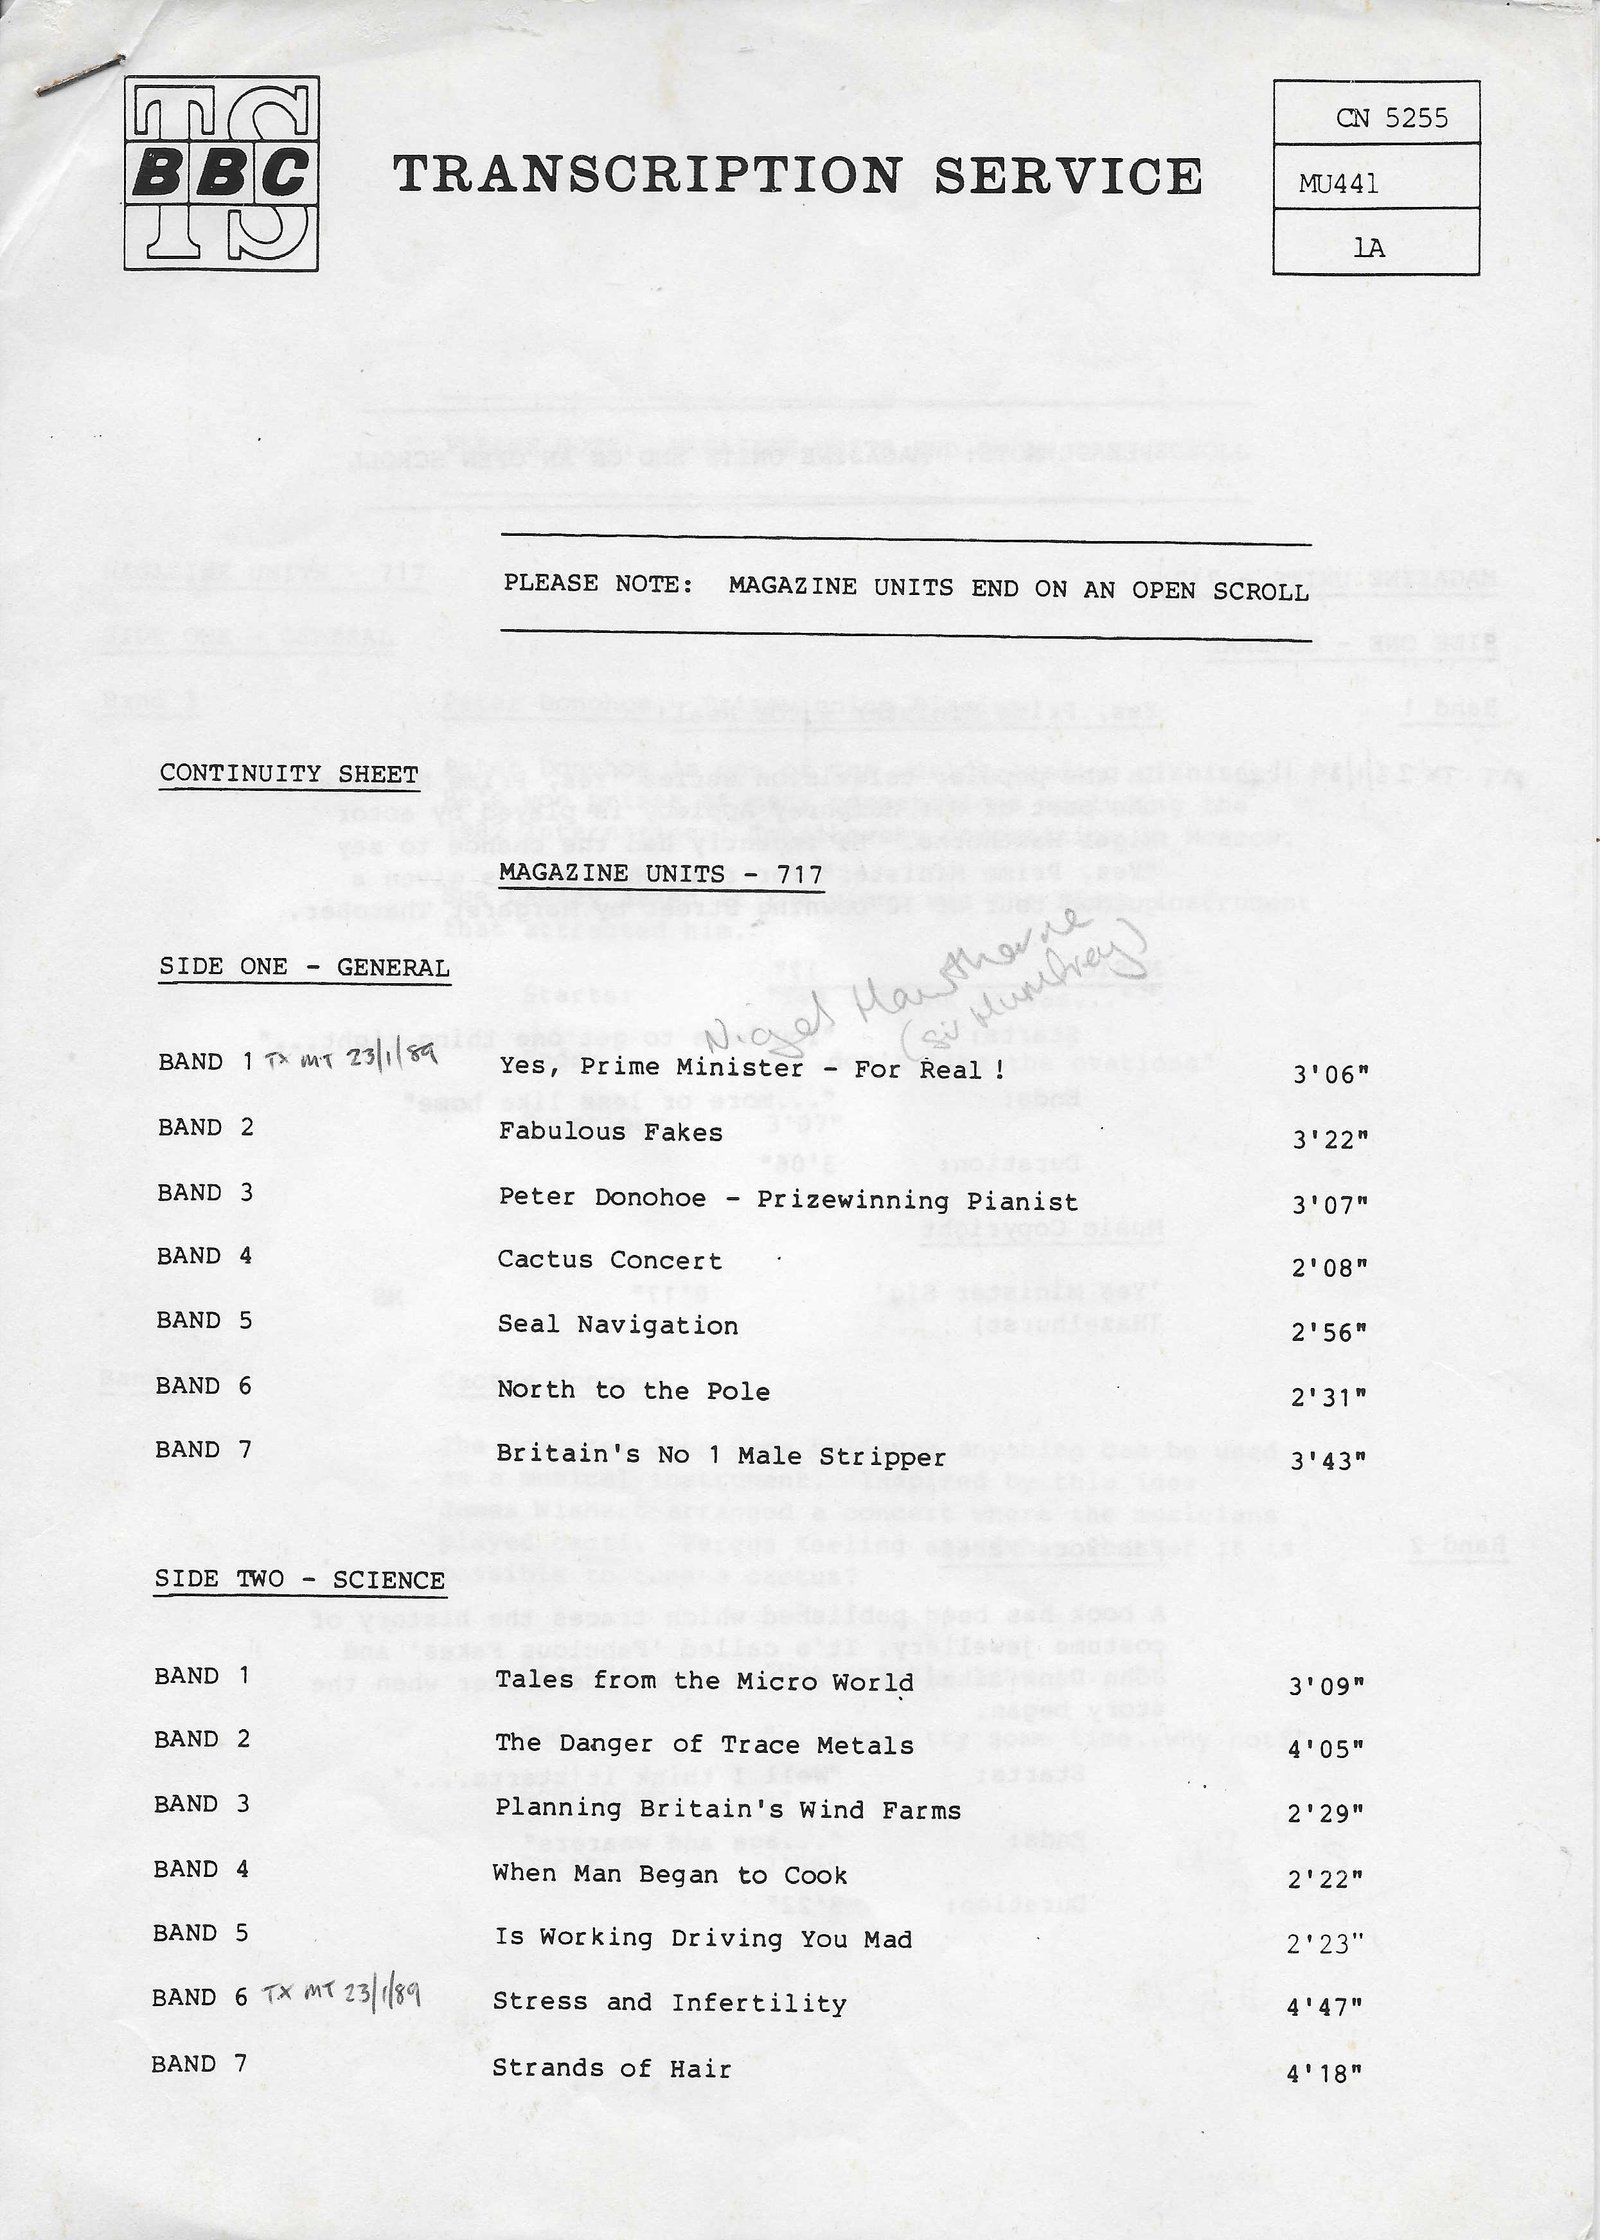 TS
BBC
TS
TRANSCRIPTION SERVICE
CN 5255
MU441
1A
PLEASE NOTE: MAGAZINE UNITS END ON AN OPEN SCROLL
CONTINUITY SHEET
MAGAZINE UNITS - 717
SIDE ONE - GENERAL
Nigel Hawthorne
(Sir Humphrey)
BAND 1 TX MT 23/1/89 Yes, Prime Minister - For Real ! 3'06"
BAND 2 Fabulous Fakes 3'22"
BAND 3 Peter Donohoe - Prizewinning Pianist 3'07"
BAND 4 Cactus Concert 2'08"
BAND 5 Seal Navigation 2'56"
BAND 6 North to the Pole 2'31"
BAND 7 Britain's No 1 Male Stripper 3'43"
SIDE TWO - SCIENCE
BAND 1 Tales from the Micro World 3'09"
BAND 2 The Danger of Trace Metals 4'05"
BAND 3 Planning Britain's Wind Farms 2'29"
BAND 4 When Man Began to Cook 2'22"
BAND 5 Is Working Driving You Mad 2'23"
BAND 6 TX MT 23/1/89 Stress and Infertility 4'47"
BAND 7 Strands of Hair 4'18"